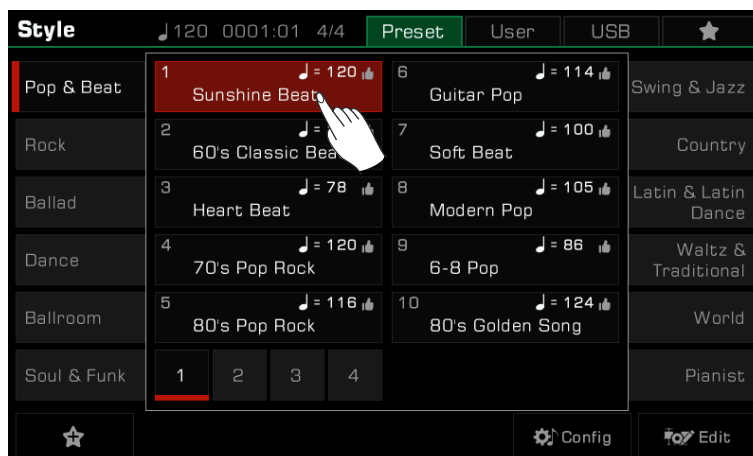 Style ♩120 0001:01 4/4 Preset User USB
Pop & Beat
Rock
Ballad
Dance
Ballroom
Soul & Funk
1 ♩= 120
Sunshine Beat
2 ♩=
60's Classic
3 ♩= 78
Heart Beat
4 ♩= 120
70's Pop Rock
5 ♩= 116
80's Pop Rock
6 ♩= 114
Guitar Pop
7 ♩= 100
Soft Beat
8 ♩= 105
Modern Pop
9 ♩= 86
6-8 Pop
10 ♩= 124
80's Golden Song
1 2 3 4
Swing & Jazz
Country
Latin & Latin
Dance
Waltz &
Traditional
World
Pianist
Config Edit